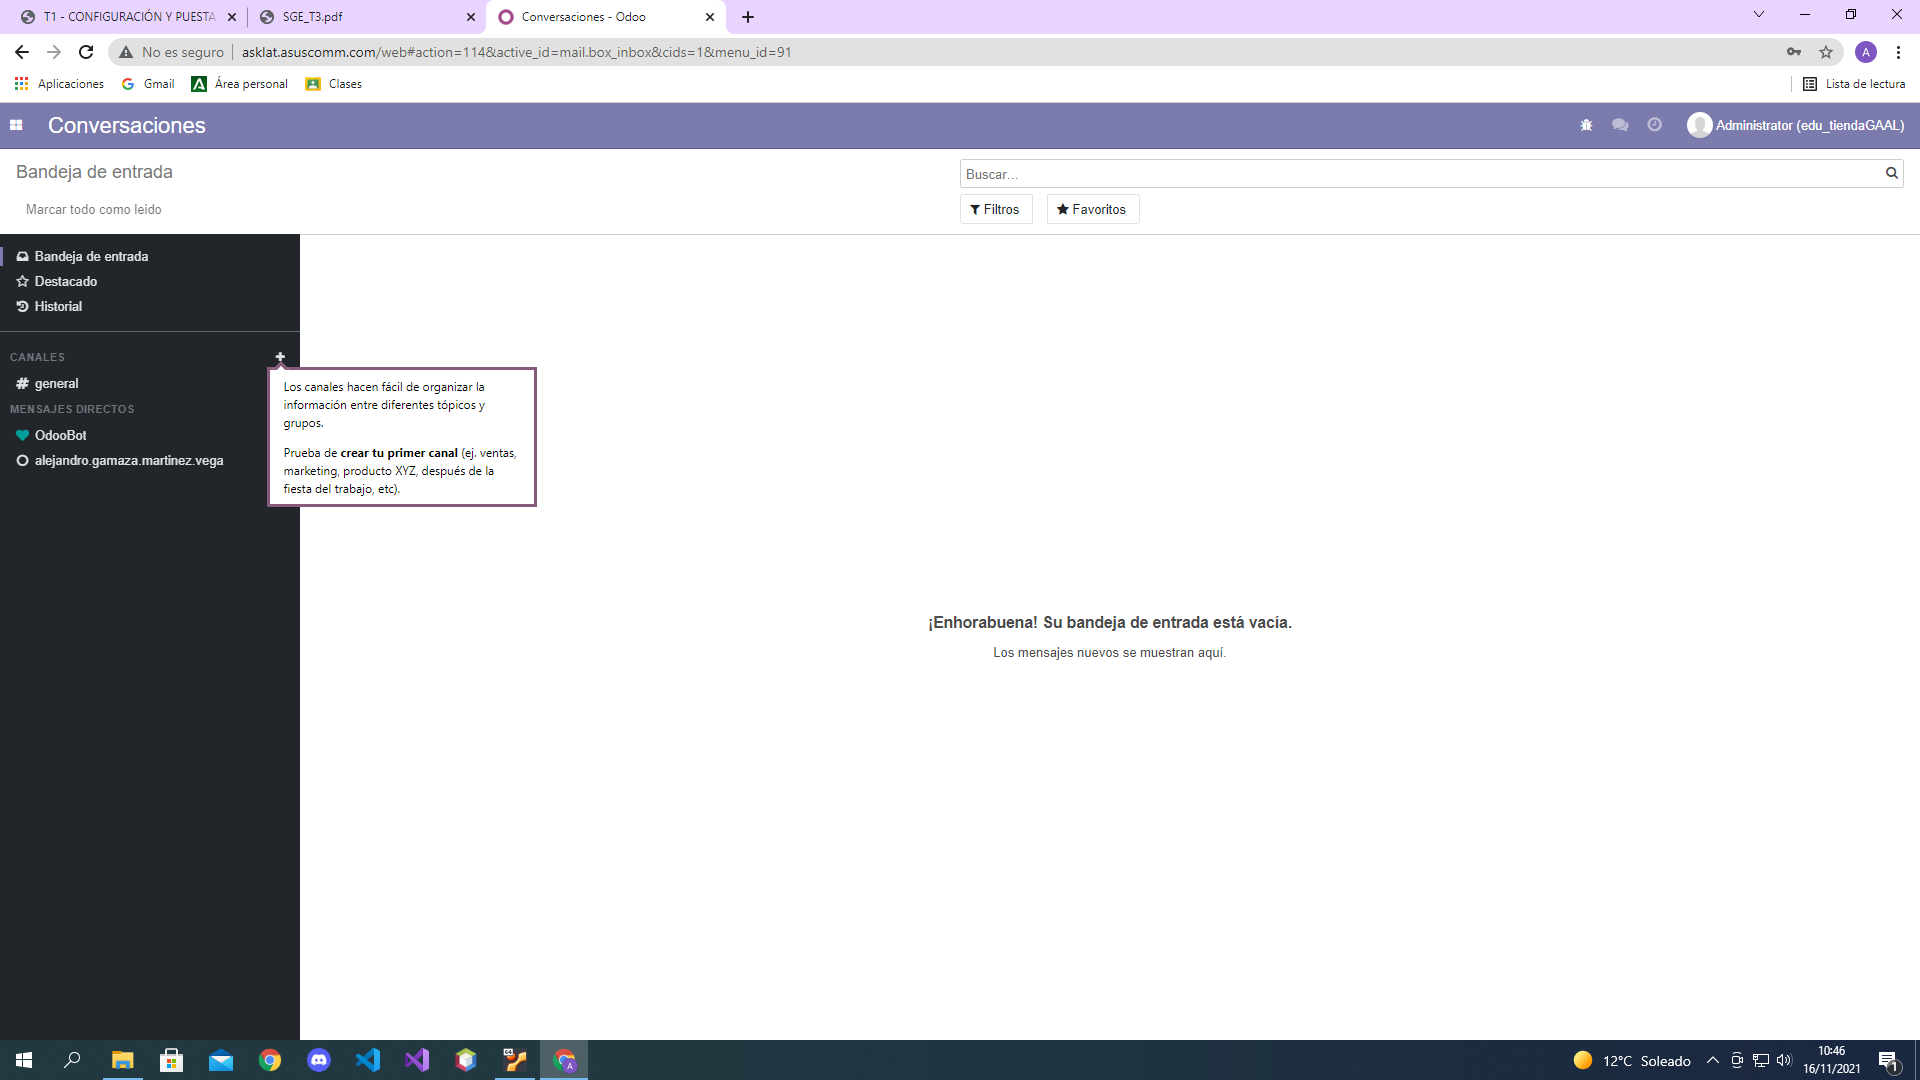 T1 - CONFIGURACIÓN Y PUESTA
SGE_T3.pdf
Conversaciones - Odoo
No es seguro
asklat.asuscomm.com/web#action=114&active_id=mail.box_inbox&cids=1&menu_id=91
A
Aplicaciones
Gmail
Área personal
Clases
Lista de lectura
Conversaciones
Administrator (edu_tiendaGAAL)
Bandeja de entrada
Buscar...
Marcar todo como leido
Filtros
Favoritos
Bandeja de entrada
Destacado
Historial
CANALES
# general
MENSAJES DIRECTOS
OdooBot
alejandro.gamaza.martinez.vega
Los canales hacen fácil de organizar la
información entre diferentes tópicos y
grupos.
Prueba de crear tu primer canal (ej. ventas,
marketing, producto XYZ, después de la
fiesta del trabajo, etc).
¡Enhorabuena! Su bandeja de entrada está vacía.
Los mensajes nuevos se muestran aquí.
12°C Soleado
10:46
16/11/2021
1